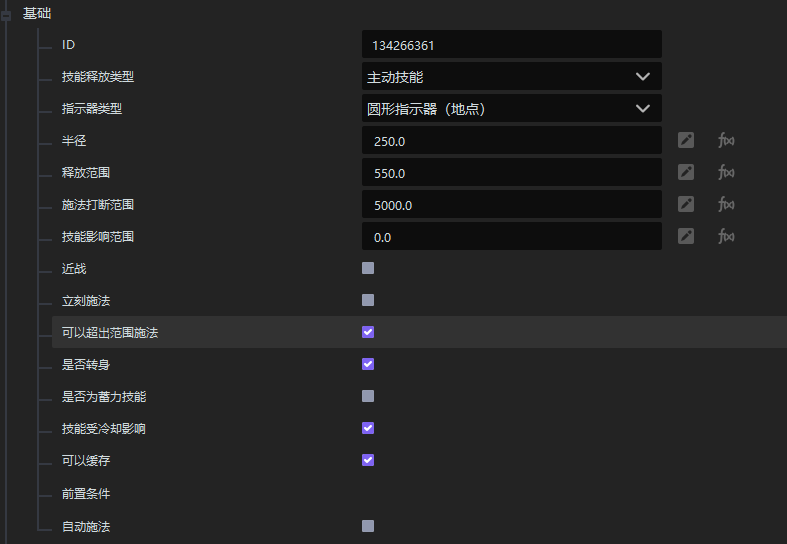 基础
ID 134266361
技能释放类型 主动技能
指示器类型 圆形指示器（地点）
半径 250.0
释放范围 550.0
施法打断范围 5000.0
技能影响范围 0.0
近战
立刻施法
可以超出范围施法
是否转身
是否为蓄力技能
技能受冷却影响
可以缓存
前置条件
自动施法